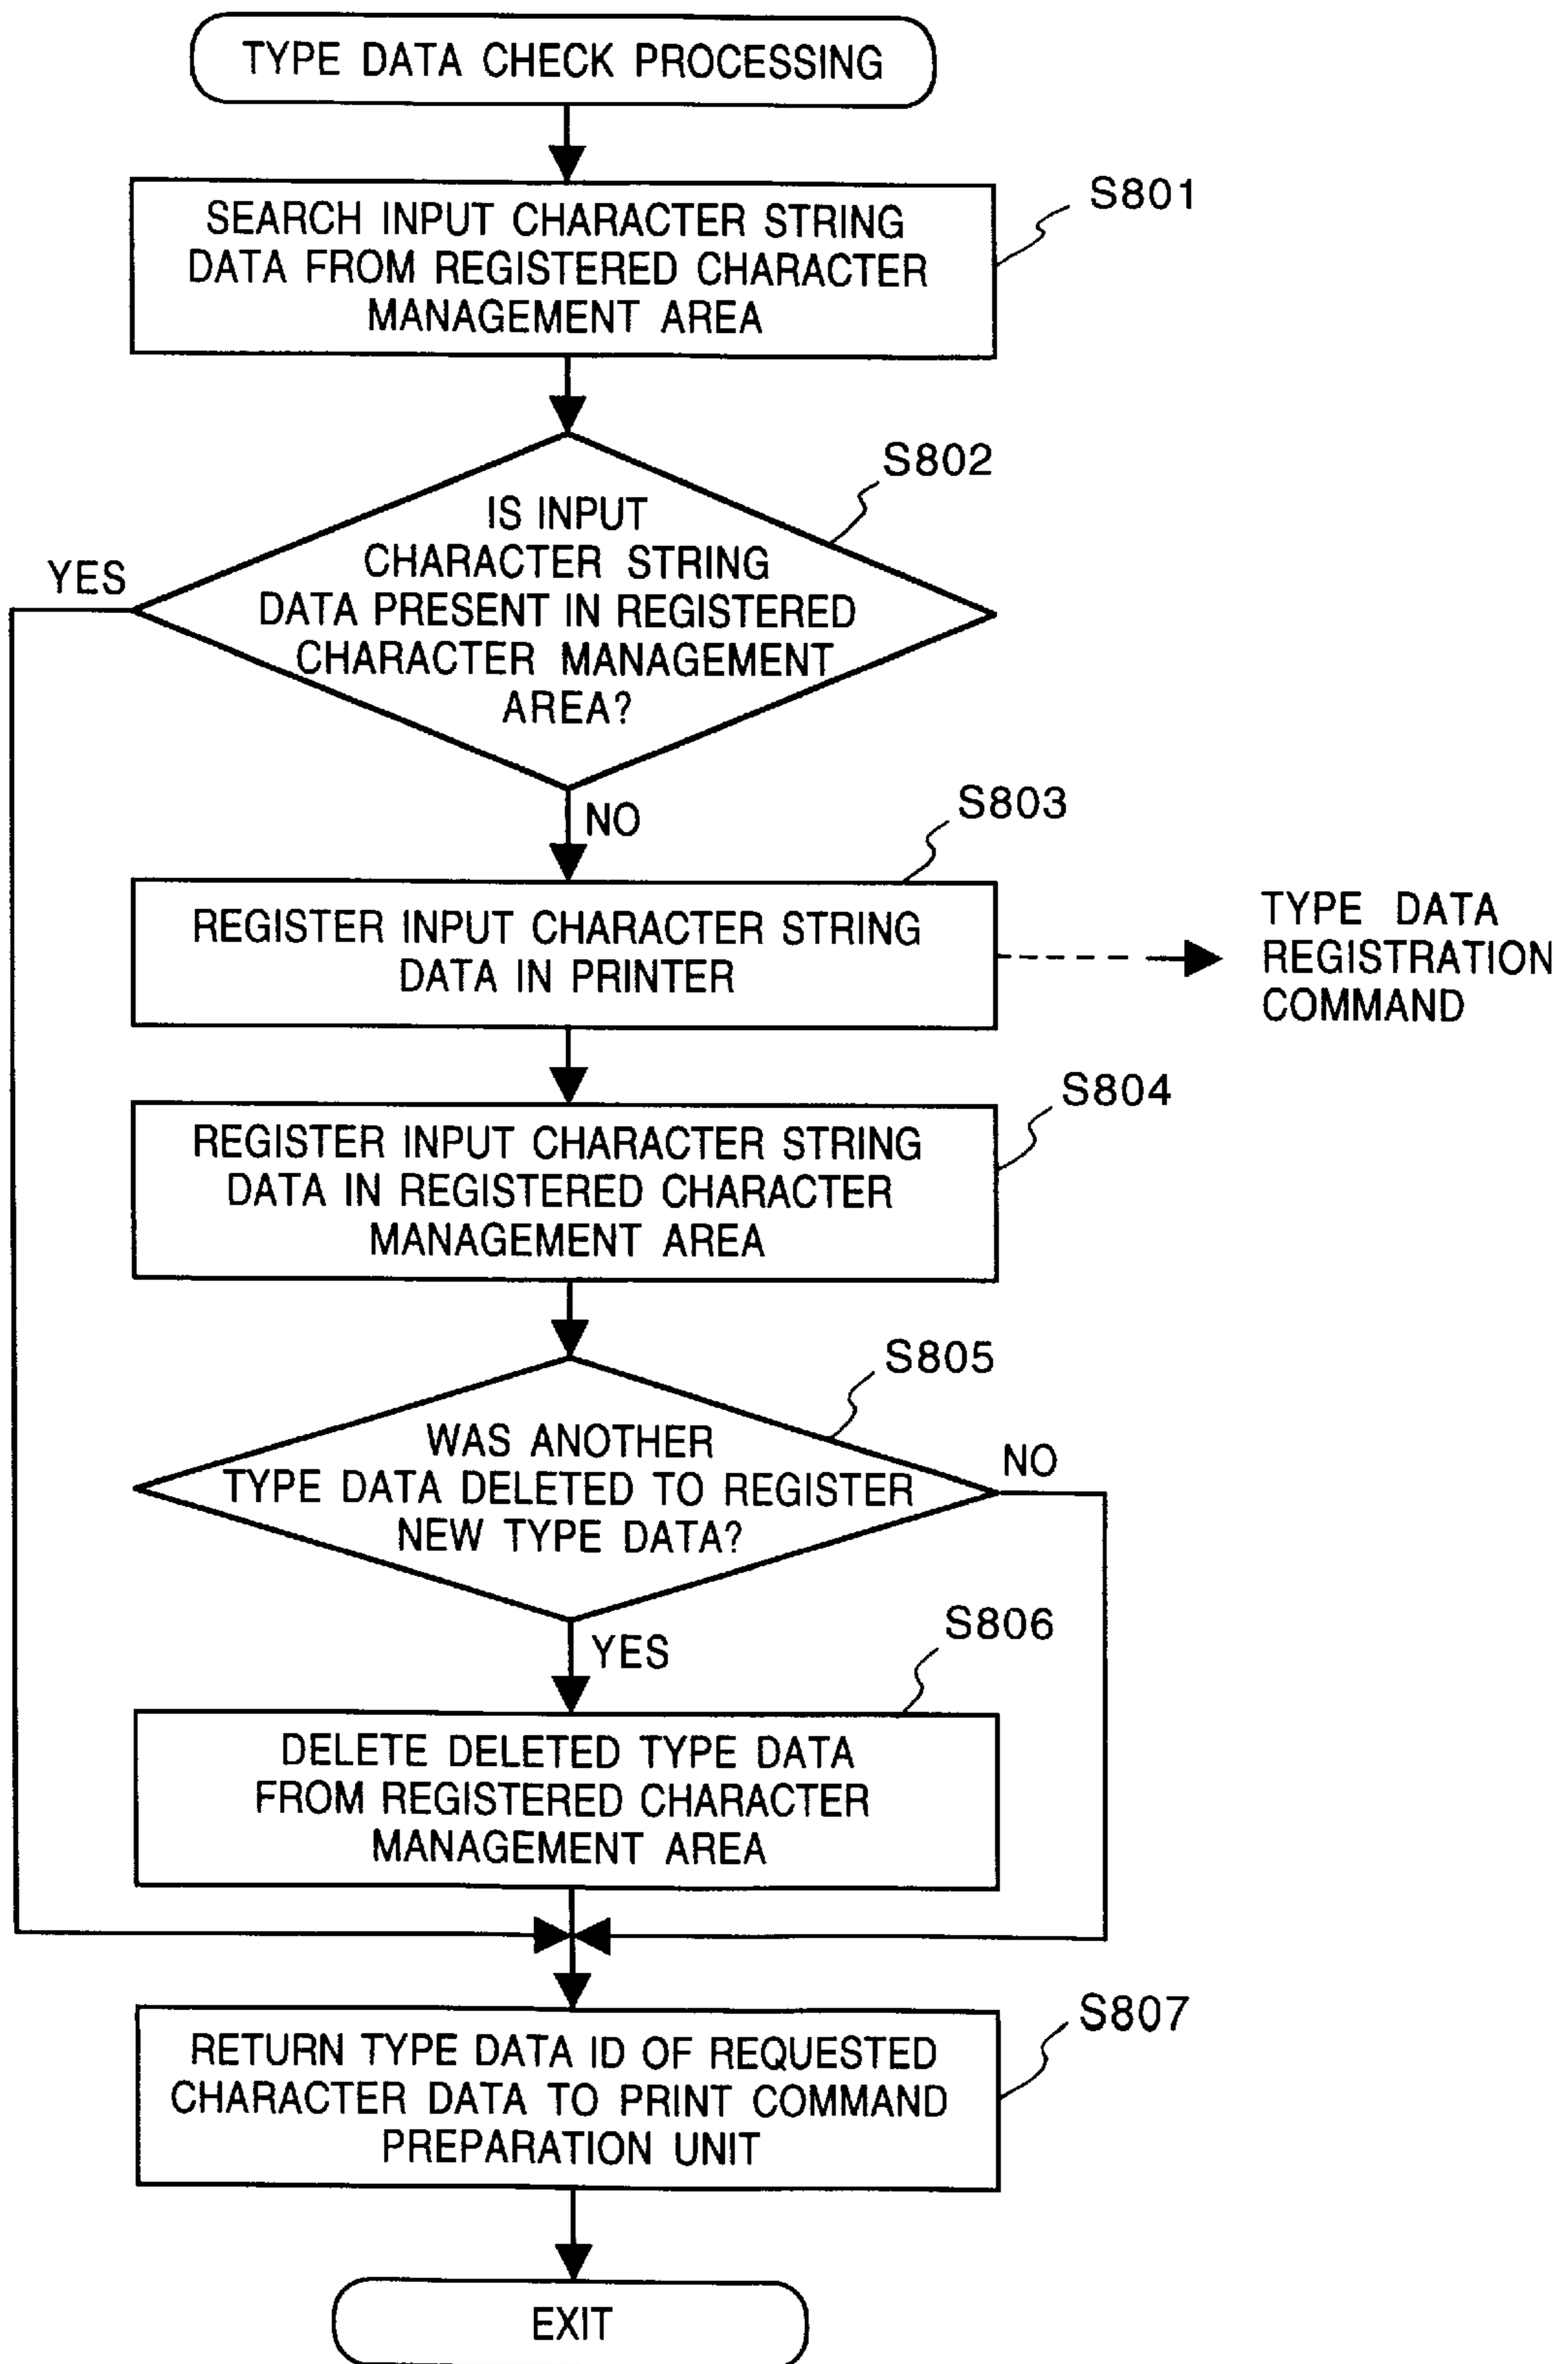 TYPE DATA CHECK PROCESSING
S801
SEARCH INPUT CHARACTER STRING
DATA FROM REGISTERED CHARACTER
MANAGEMENT AREA
S802
IS INPUT
CHARACTER STRING
DATA PRESENT IN REGISTERED
CHARACTER MANAGEMENT
AREA?
YES
NO
S803
REGISTER INPUT CHARACTER STRING
DATA IN PRINTER
TYPE DATA
REGISTRATION
COMMAND
S804
REGISTER INPUT CHARACTER STRING
DATA IN REGISTERED CHARACTER
MANAGEMENT AREA
S805
WAS ANOTHER
TYPE DATA DELETED TO REGISTER
NEW TYPE DATA?
NO
YES
S806
DELETE DELETED TYPE DATA
FROM REGISTERED CHARACTER
MANAGEMENT AREA
S807
RETURN TYPE DATA ID OF REQUESTED
CHARACTER DATA TO PRINT COMMAND
PREPARATION UNIT
EXIT